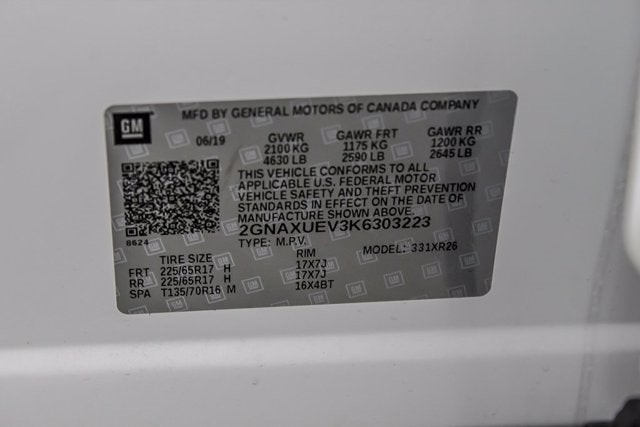 GM
MFD BY GENERAL MOTORS OF CANADA COMPANY
06/19 GVWR GAWR FRT GAWR RR
2100 KG 1175 KG 1200 KG
4630 LB 2590 LB 2645 LB
THIS VEHICLE CONFORMS TO ALL
APPLICABLE U.S. FEDERAL MOTOR
VEHICLE SAFETY AND THEFT PREVENTION
STANDARDS IN EFFECT ON THE DATE OF
MANUFACTURE SHOWN ABOVE.
8624
2GNAXUEV3K6303223
TYPE: M.P.V. MODEL: 331XR26
TIRE SIZE RIM
FRT 225/65R17 H 17X7J
RR 225/65R17 H 17X7J
SPA T135/70R16 M 16X4BT